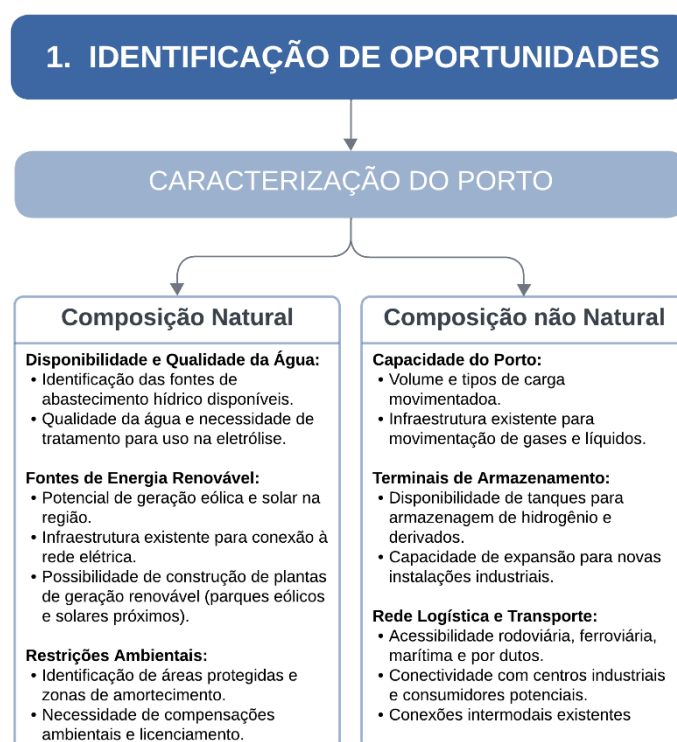 1. IDENTIFICAÇÃO DE OPORTUNIDADES
CARACTERIZAÇÃO DO PORTO
Composição Natural
Disponibilidade e Qualidade da Água:
• Identificação das fontes de
abastecimento hídrico disponíveis.
• Qualidade da água e necessidade de
tratamento para uso na eletrólise.
Fontes de Energia Renovável:
• Potencial de geração eólica e solar na
região.
• Infraestrutura existente para conexão à
rede elétrica.
• Possibilidade de construção de plantas
de geração renovável (parques eólicos
e solares próximos).
Restrições Ambientais:
• Identificação de áreas protegidas e
zonas de amortecimento.
• Necessidade de compensações
ambientais e licenciamento.
Composição não Natural
Capacidade do Porto:
• Volume e tipos de carga
movimentadoa.
• Infraestrutura existente para
movimentação de gases e líquidos.
Terminais de Armazenamento:
• Disponibilidade de tanques para
armazenagem de hidrogênio e
derivados.
• Capacidade de expansão para novas
instalações industriais.
Rede Logística e Transporte:
• Acessibilidade rodoviária, ferroviária,
marítima e por dutos.
• Conectividade com centros industriais
e consumidores potenciais.
• Conexões intermodais existentes